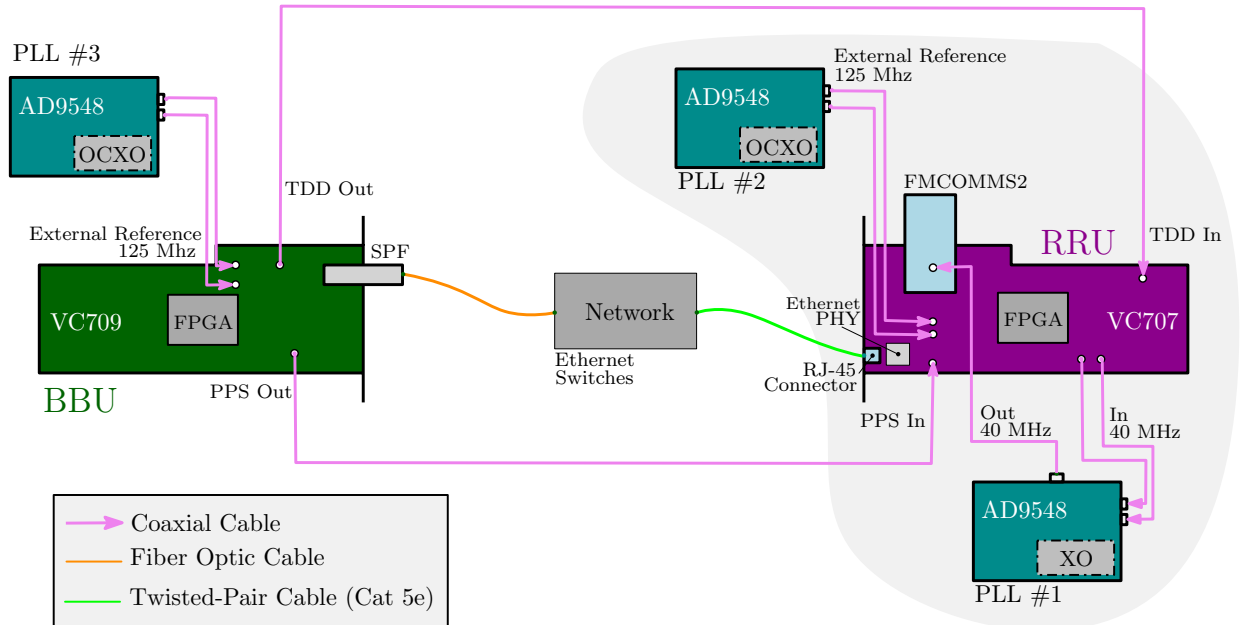 PLL #3
AD9548
OCXO
TDD Out
External Reference
125 Mhz
SPF
VC709
FPGA
PPS Out
BBU
Network
Ethernet
Switches
External Reference
125 Mhz
AD9548
OCXO
PLL #2
FMCOMMS2
RRU
TDD In
Ethernet
PHY
FPGA
VC707
RJ-45
Connector
PPS In
Out
40 MHz
In
40 MHz
AD9548
XO
PLL #1
Coaxial Cable
Fiber Optic Cable
Twisted-Pair Cable (Cat 5e)